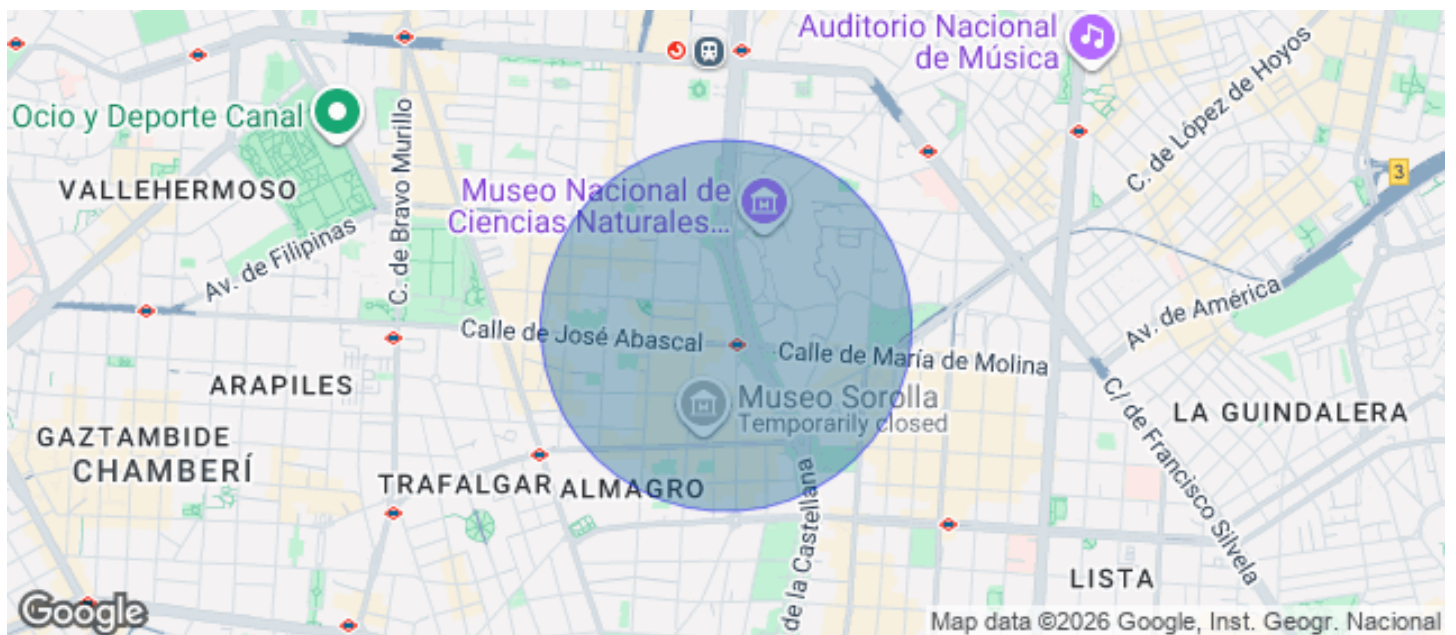 Auditorio Nacional
de Música
C. de López de Hoyos
Ocio y Deporte Canal
C. de Bravo Murillo
VALLEHERMOSO
Museo Nacional de
Ciencias Naturales...
3
Av. de Filipinas
Av. de América
Calle de José Abascal
Calle de María de Molina
ARAPILES
Museo Sorolla
Temporarily closed
LA GUINDALERA
GAZTAMBIDE
CHAMBERÍ
C/ de Francisco Silvela
TRAFALGAR
ALMAGRO
de la Castellana
LISTA
Google
Map data ©2026 Google, Inst. Geogr. Nacional